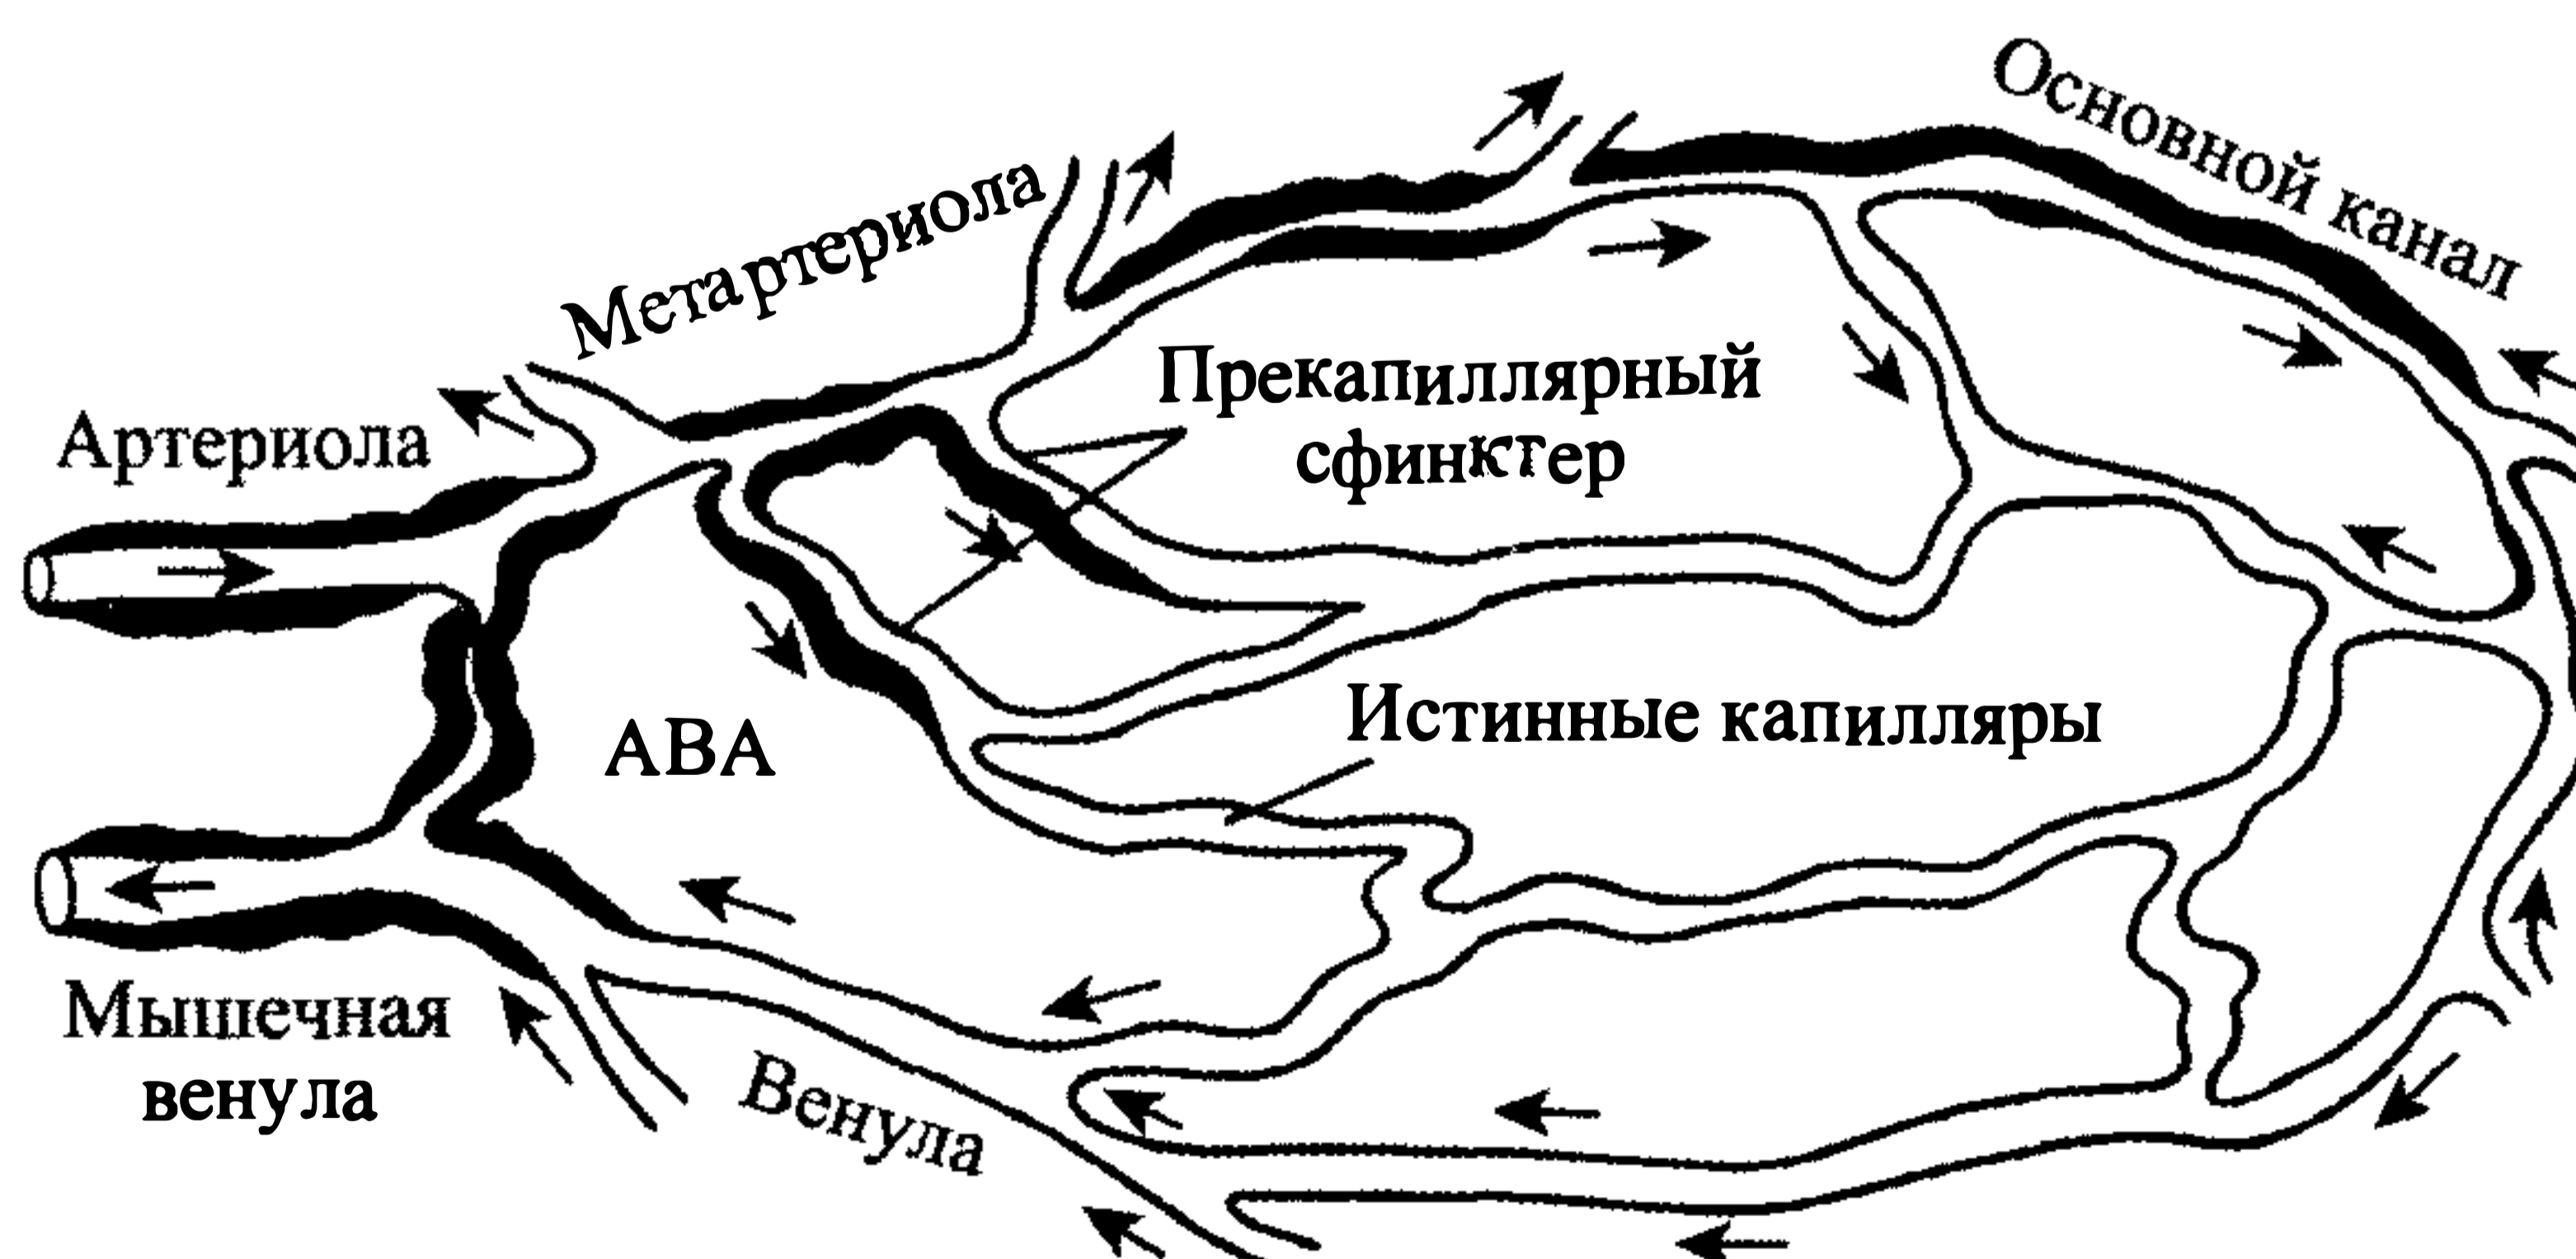 Основной канал
Метартериола
Артериола
Прекапиллярный
сфинктер
Истинные капилляры
АВА
Мышечная
венула
Венула